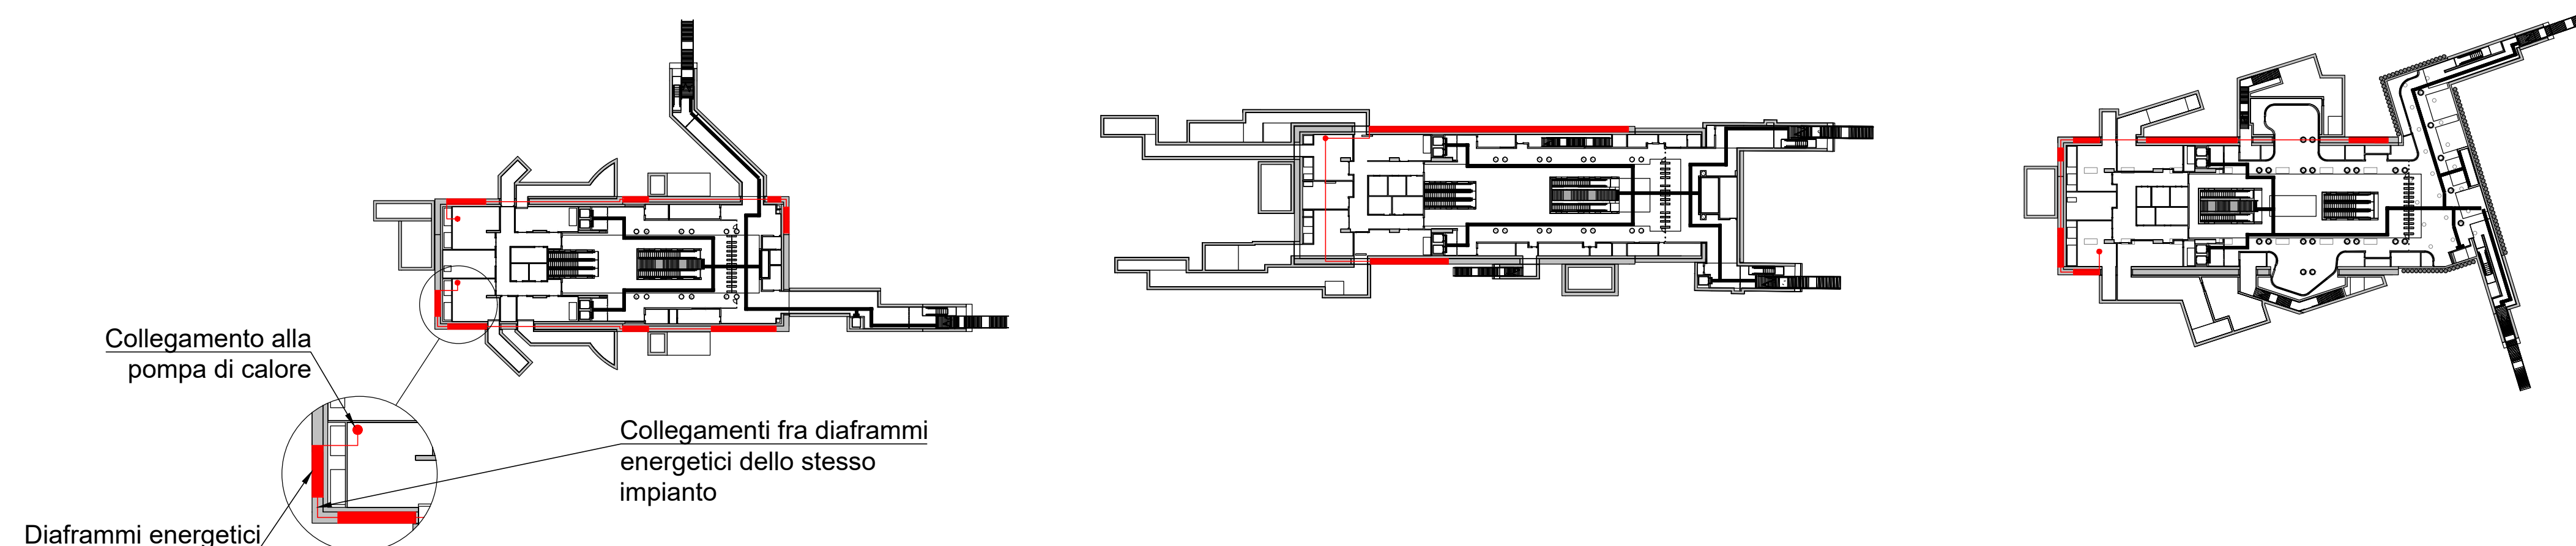 Collegamento alla
pompa di calore
Collegamenti fra diaframmi
energetici dello stesso
impianto
Diaframmi energetici